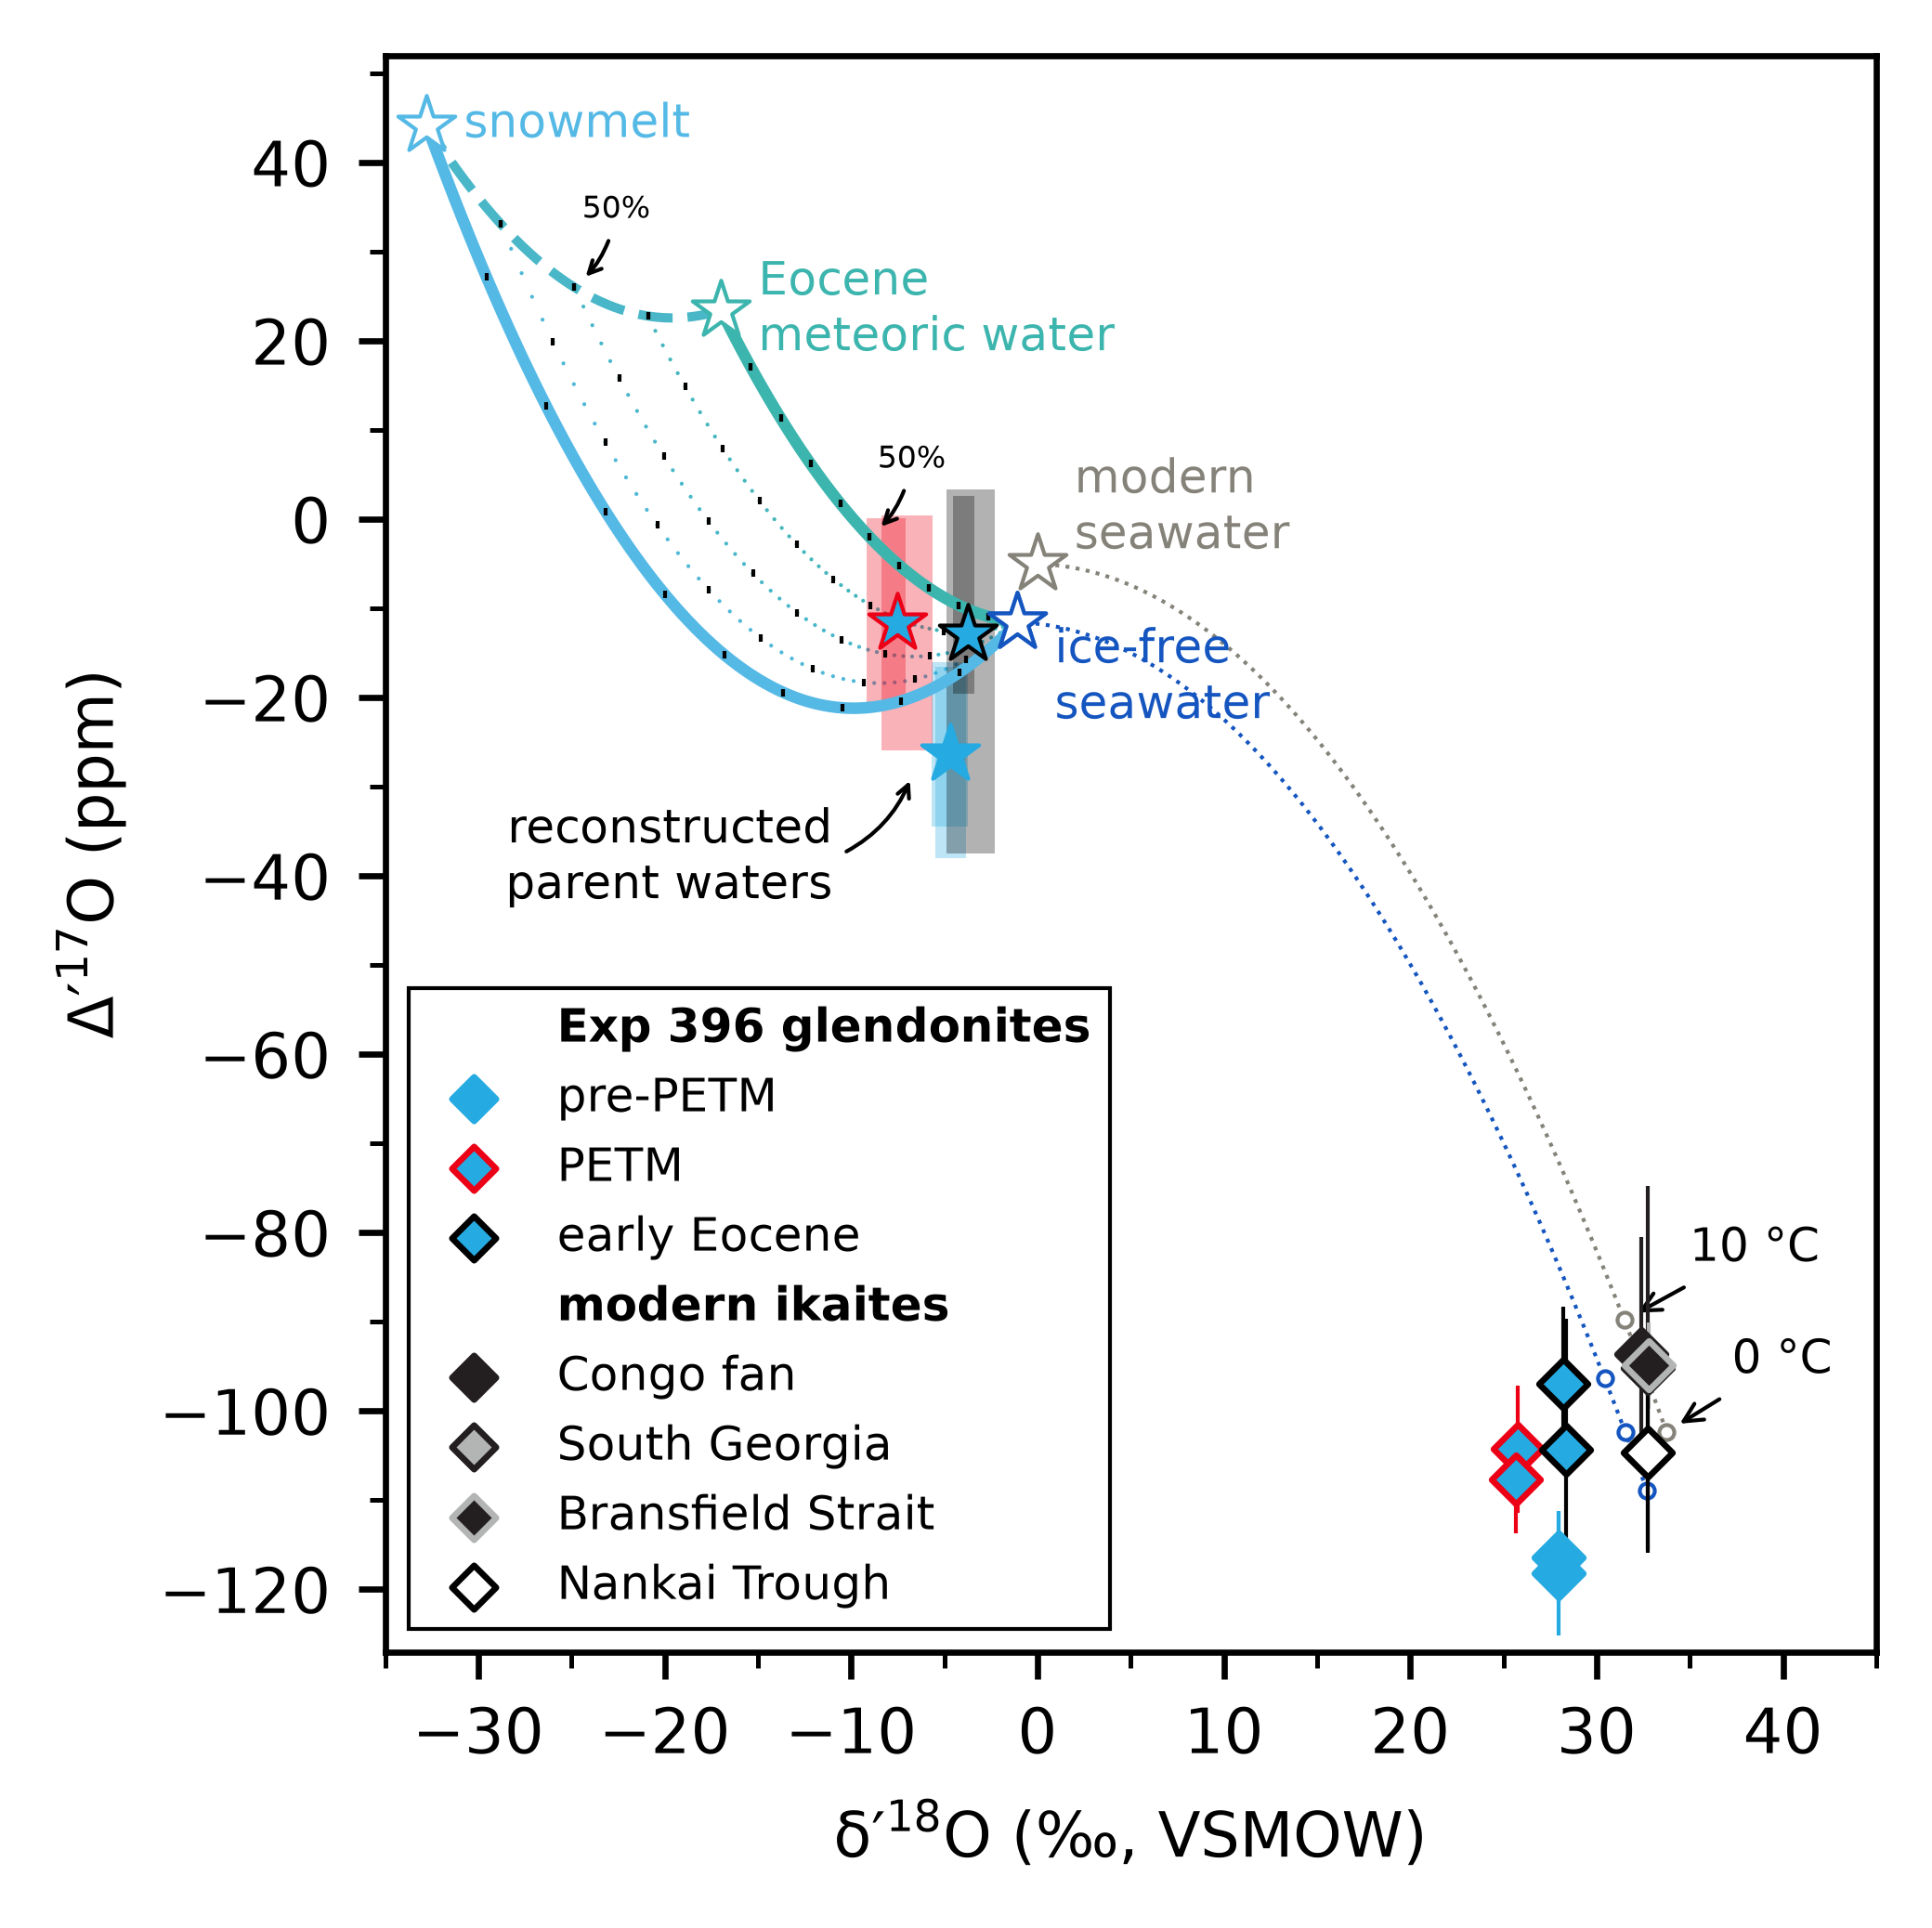 snowmelt
50%
Eocene
meteoric water
50%
modern
seawater
ice-free
seawater
reconstructed
parent waters
Exp 396 glendonites
pre-PETM
PETM
early Eocene
modern ikaites
Congo fan
South Georgia
Bransfield Strait
Nankai Trough
10 °C
0 °C
40
20
0
−20
−40
−60
−80
−100
−120
Δ′¹⁷O (ppm)
−30 −20 −10 0 10 20 30 40
δ′¹⁸O (‰, VSMOW)